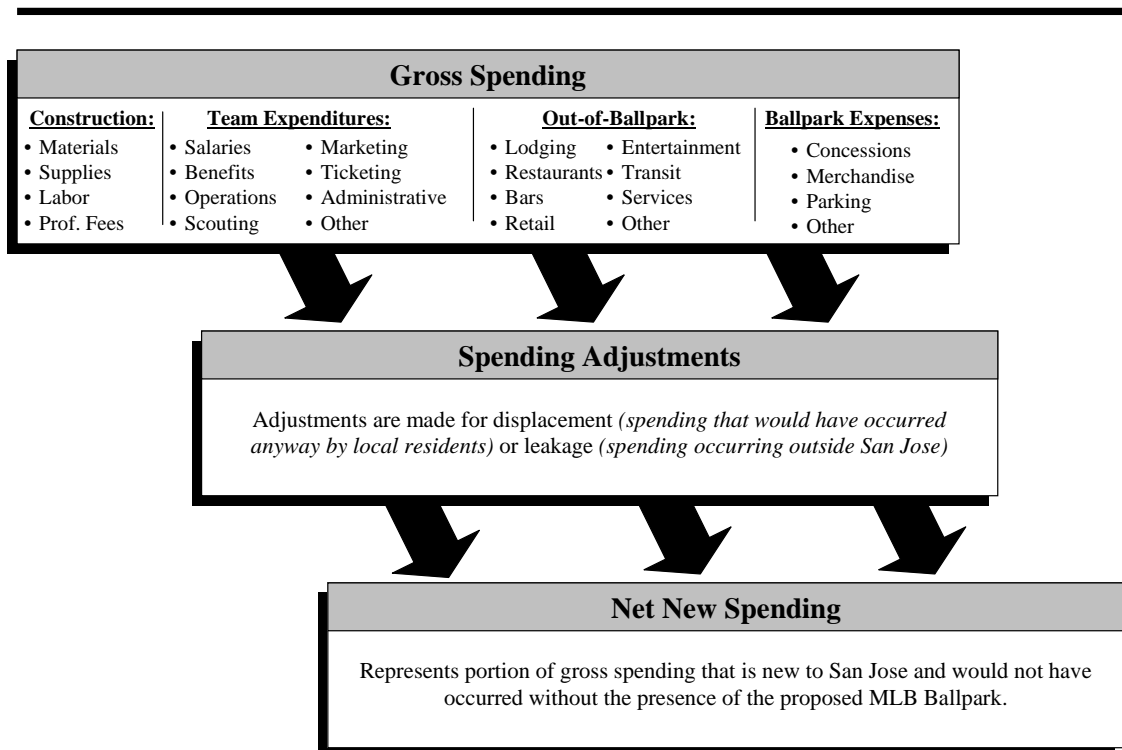 Gross Spending
Construction:
• Materials
• Supplies
• Labor
• Prof. Fees
Team Expenditures:
• Salaries
• Benefits
• Operations
• Scouting
• Marketing
• Ticketing
• Administrative
• Other
Out-of-Ballpark:
• Lodging
• Restaurants
• Bars
• Retail
• Entertainment
• Transit
• Services
• Other
Ballpark Expenses:
• Concessions
• Merchandise
• Parking
• Other
Spending Adjustments
Adjustments are made for displacement (spending that would have occurred
anyway by local residents) or leakage (spending occurring outside San Jose)
Net New Spending
Represents portion of gross spending that is new to San Jose and would not have
occurred without the presence of the proposed MLB Ballpark.